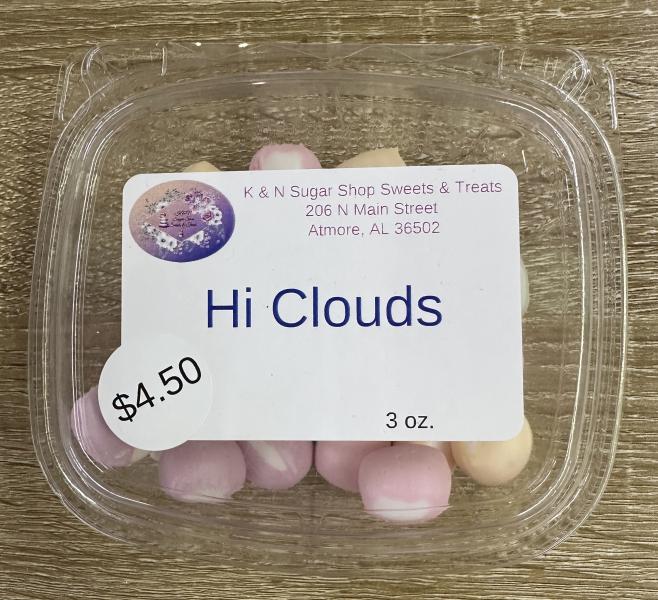 K & N Sugar Shop Sweets & Treats
206 N Main Street
Atmore, AL 36502
Hi Clouds
$4.50
3 oz.